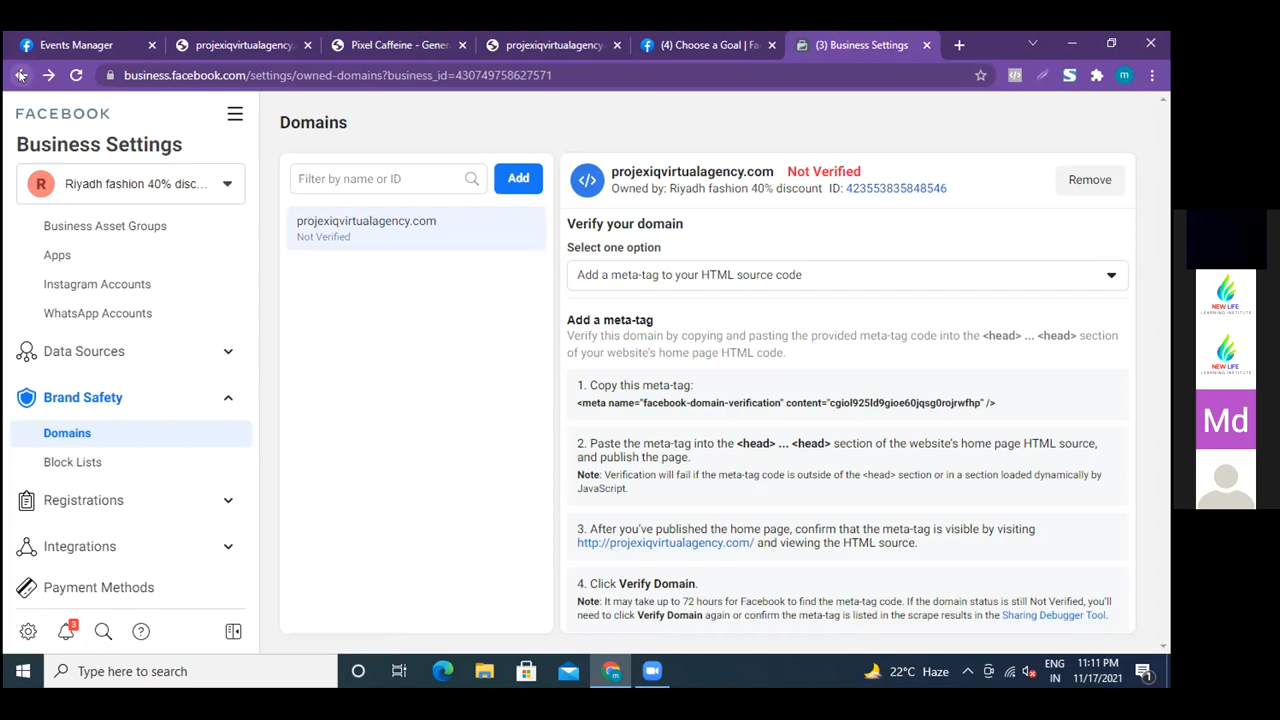 Events Manager
projexiqvirtualagency.
Pixel Caffeine - Gener
projexiqvirtualagency
(4) Choose a Goal | Fa
(3) Business Settings
business.facebook.com/settings/owned-domains?business_id=430749758627571
S
m
FACEBOOK
Business Settings
R
Riyadh fashion 40% disc...
Business Asset Groups
Apps
Instagram Accounts
WhatsApp Accounts
Data Sources
Brand Safety
Domains
Block Lists
Registrations
Integrations
Payment Methods
3
Domains
Filter by name or ID
Add
projexiqvirtualagency.com
Not Verified
projexiqvirtualagency.com Not Verified
Owned by: Riyadh fashion 40% discount ID: 423553835848546
Remove
Verify your domain
Select one option
Add a meta-tag to your HTML source code
Add a meta-tag
Verify this domain by copying and pasting the provided meta-tag code into the <head> ... <head> section
of your website's home page HTML code.
1. Copy this meta-tag:
<meta name="facebook-domain-verification" content="cgiol925ld9gioe60jqsg0rojrwfhp" />
2. Paste the meta-tag into the <head> ... <head> section of the website's home page HTML source,
and publish the page.
Note: Verification will fail if the meta-tag code is outside of the <head> section or in a section loaded dynamically by
JavaScript.
3. After you've published the home page, confirm that the meta-tag is visible by visiting
http://projexiqvirtualagency.com/ and viewing the HTML source.
4. Click Verify Domain.
Note: It may take up to 72 hours for Facebook to find the meta-tag code. If the domain status is still Not Verified, you'll
need to click Verify Domain again or confirm the meta-tag is listed in the scrape results in the Sharing Debugger Tool.
NEW LIFE
LEARNING INSTITUTE
NEW LIFE
LEARNING INSTITUTE
Md
Type here to search
22°C Haze
ENG
IN
11:11 PM
11/17/2021
1